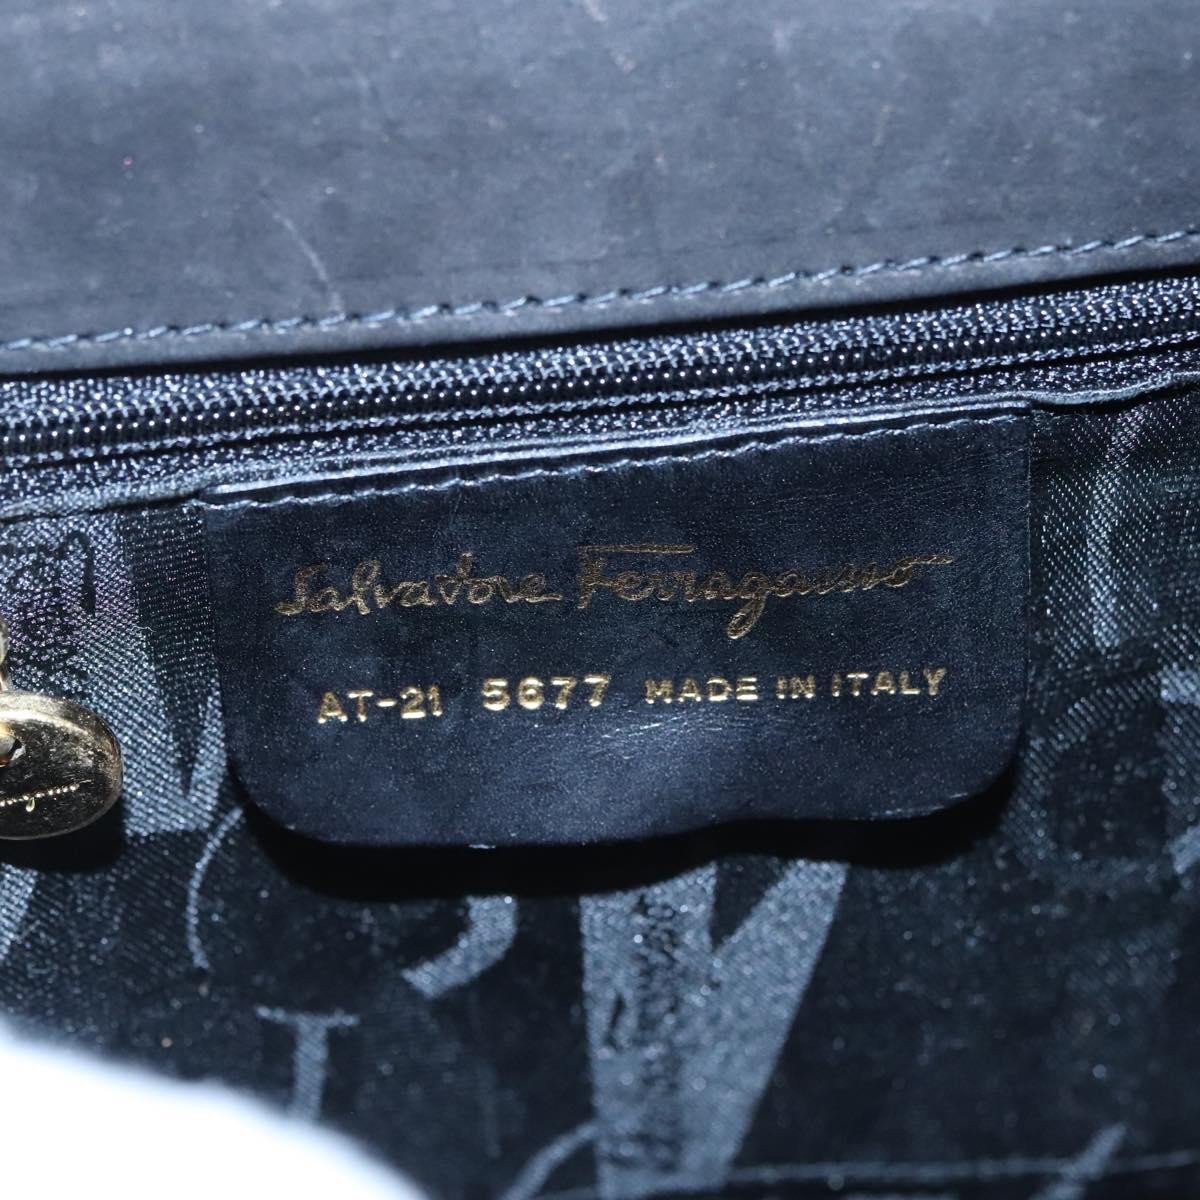 Salvatore Ferragamo
AT-21 5677 MADE IN ITALY